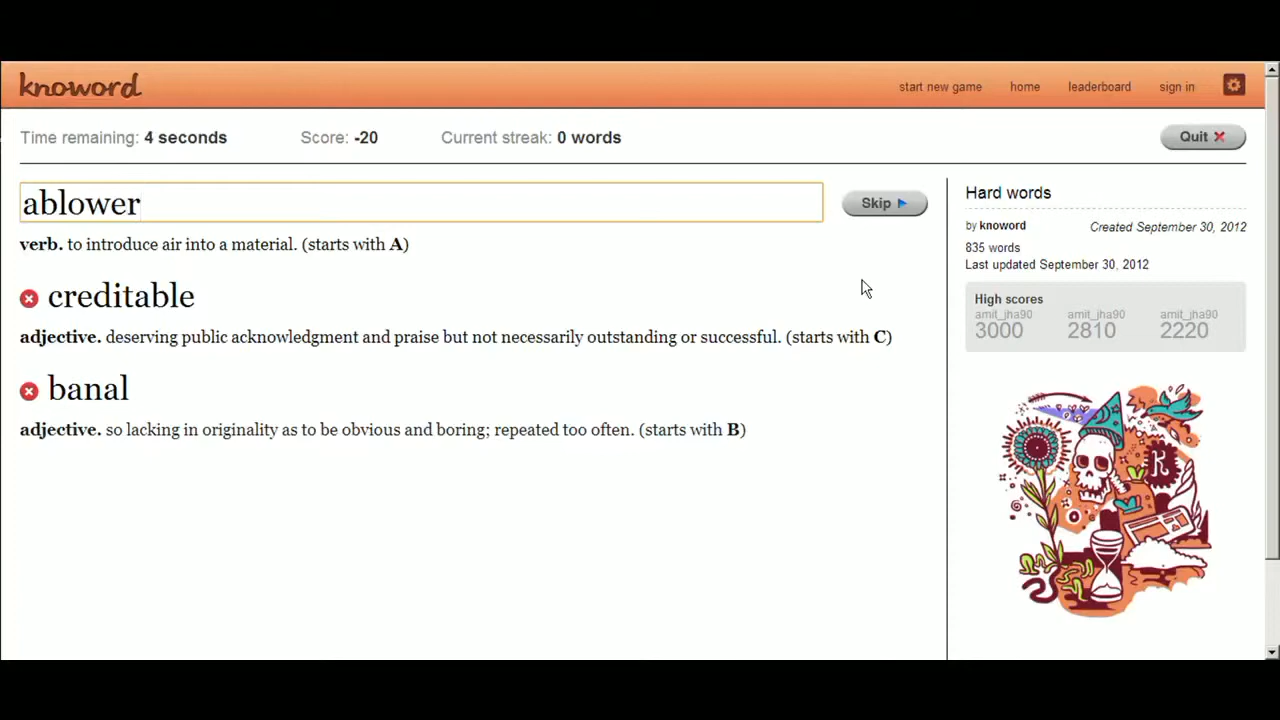 knoword
start new game home leaderboard sign in
Time remaining: 4 seconds Score: -20 Current streak: 0 words
Quit
ablower
Skip
verb. to introduce air into a material. (starts with A)
creditable
adjective. deserving public acknowledgment and praise but not necessarily outstanding or successful. (starts with C)
banal
adjective. so lacking in originality as to be obvious and boring; repeated too often. (starts with B)
Hard words
by knoword Created September 30, 2012
835 words
Last updated September 30, 2012
High scores
amit_jha90 amit_jha90 amit_jha90
3000 2810 2220
K